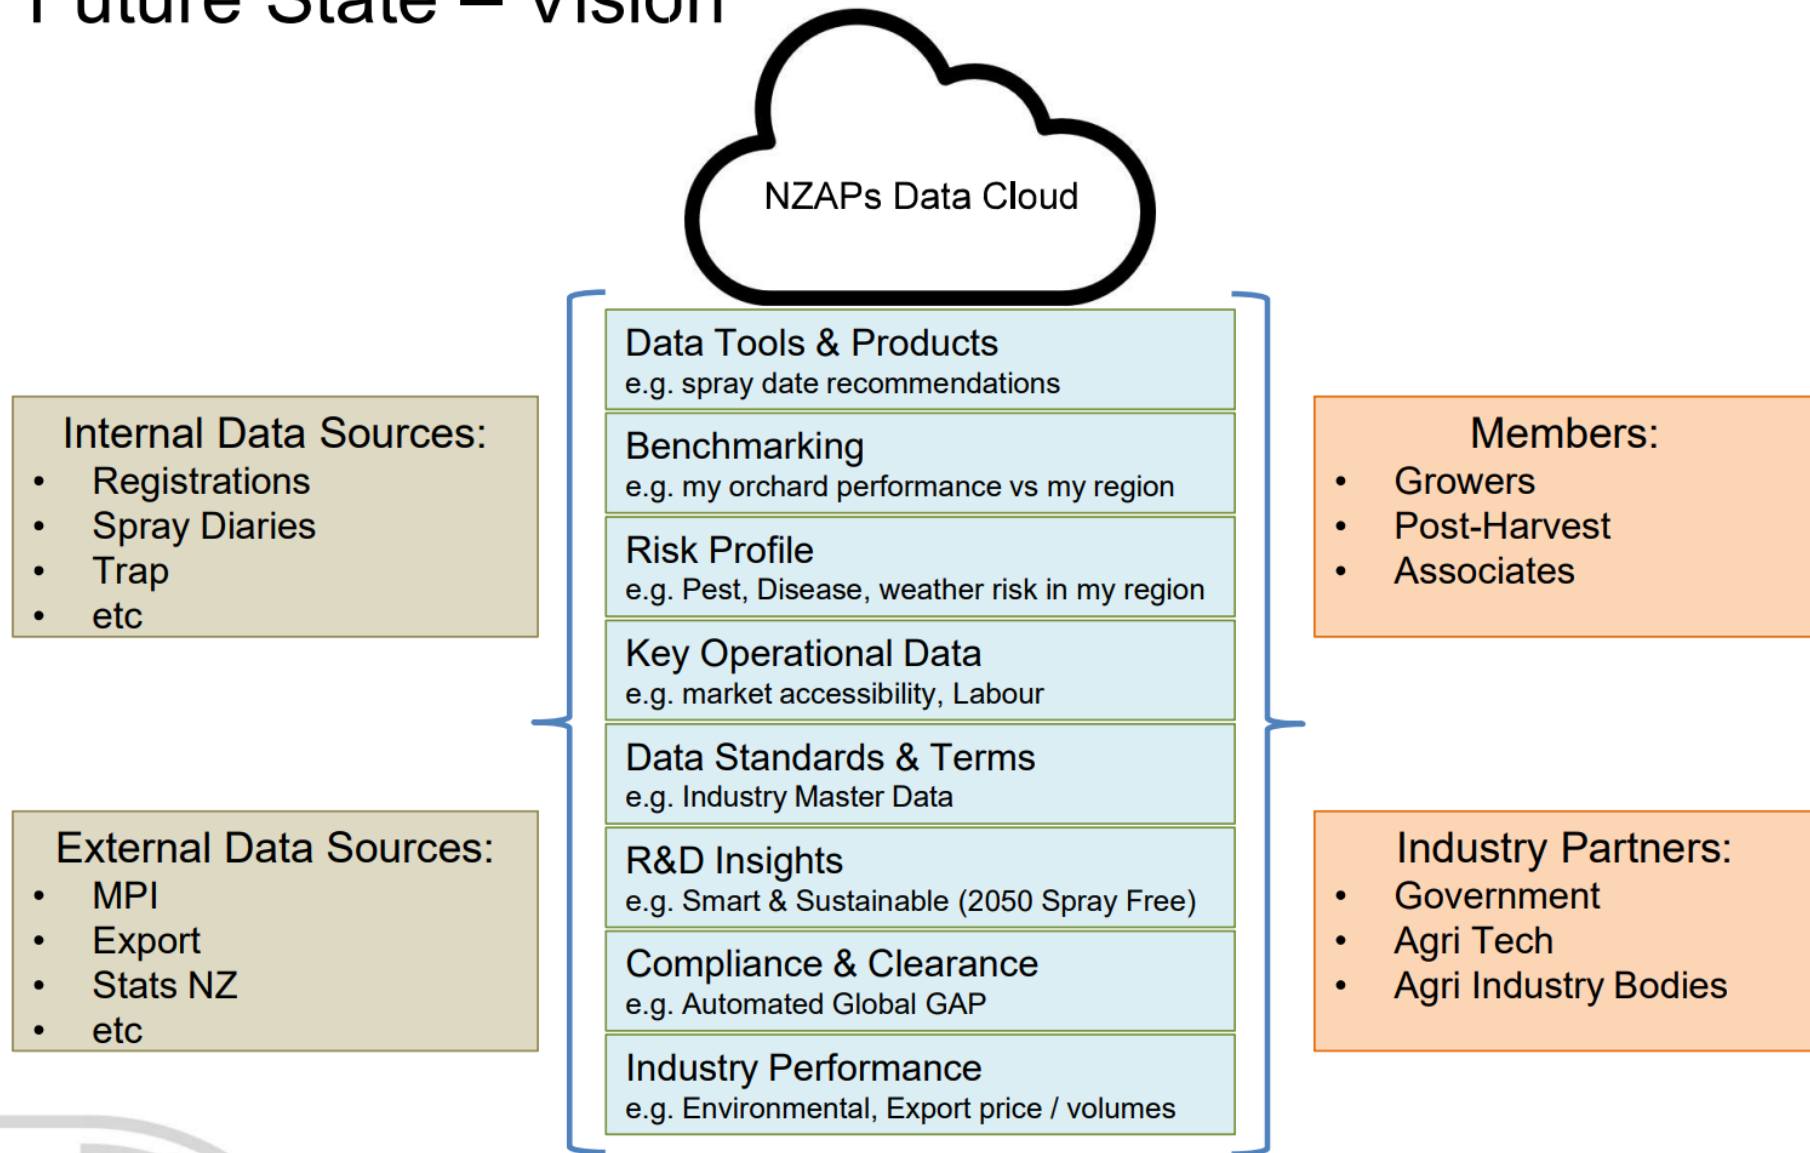 Future State – Vision
NZAPs Data Cloud
Internal Data Sources:
• Registrations
• Spray Diaries
• Trap
• etc
External Data Sources:
• MPI
• Export
• Stats NZ
• etc
Data Tools & Products
e.g. spray date recommendations
Benchmarking
e.g. my orchard performance vs my region
Risk Profile
e.g. Pest, Disease, weather risk in my region
Key Operational Data
e.g. market accessibility, Labour
Data Standards & Terms
e.g. Industry Master Data
R&D Insights
e.g. Smart & Sustainable (2050 Spray Free)
Compliance & Clearance
e.g. Automated Global GAP
Industry Performance
e.g. Environmental, Export price / volumes
Members:
• Growers
• Post-Harvest
• Associates
Industry Partners:
• Government
• Agri Tech
• Agri Industry Bodies